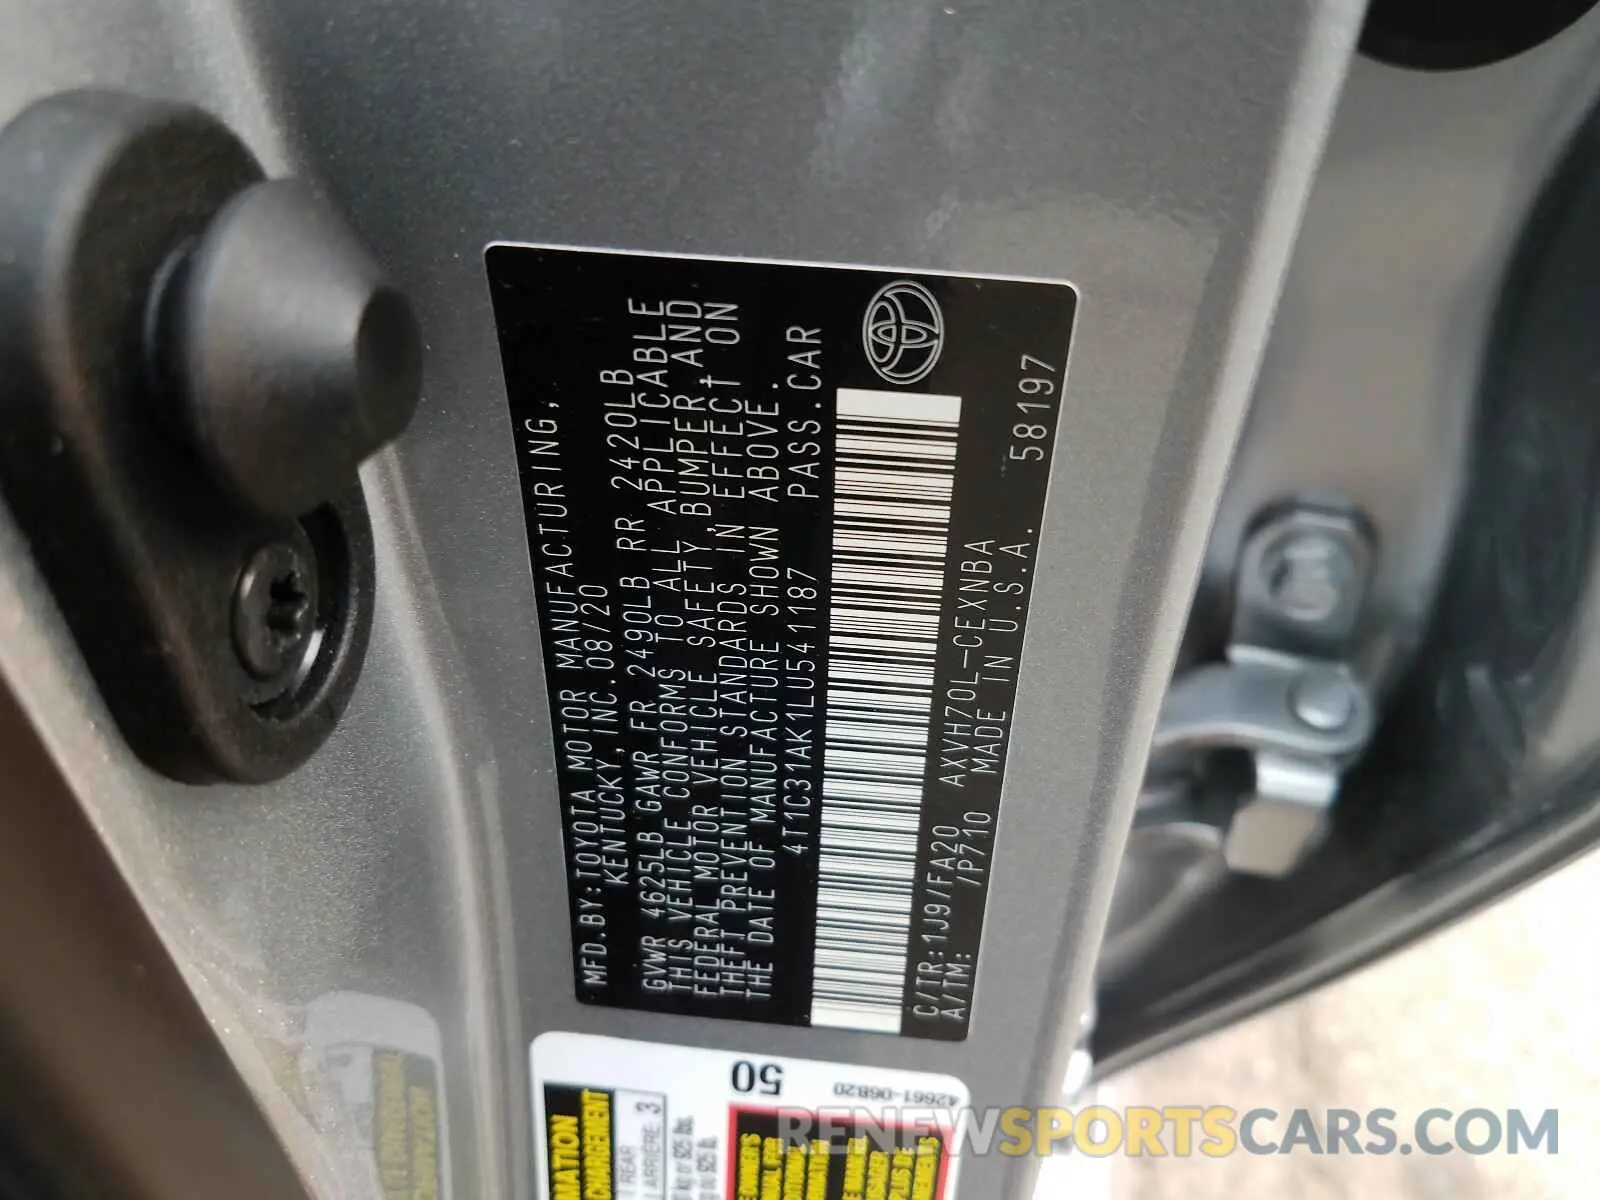 MFD.BY:TOYOTA MOTOR MANUFACTURING,
KENTUCKY, INC.08/20
GVWR 4625LB GAWR FR 2490LB RR 2420LB
THIS VEHICLE CONFORMS TO ALL APPLICABLE
FEDERAL MOTOR VEHICLE SAFETY,BUMPER,AND
THEFT PREVENTION STANDARDS IN EFFECT ON
THE DATE OF MANUFACTURE SHOWN ABOVE.
4T1C31AK1LU541187 PASS.CAR
C/TR:1J9/FA20 AXVH70L-CEXNBA 58197
A/TM: /P710 MADE IN U.S.A.
50
42661-06B20
REAR
ARRIERE 3
RENEWSPORTSCARS.COM